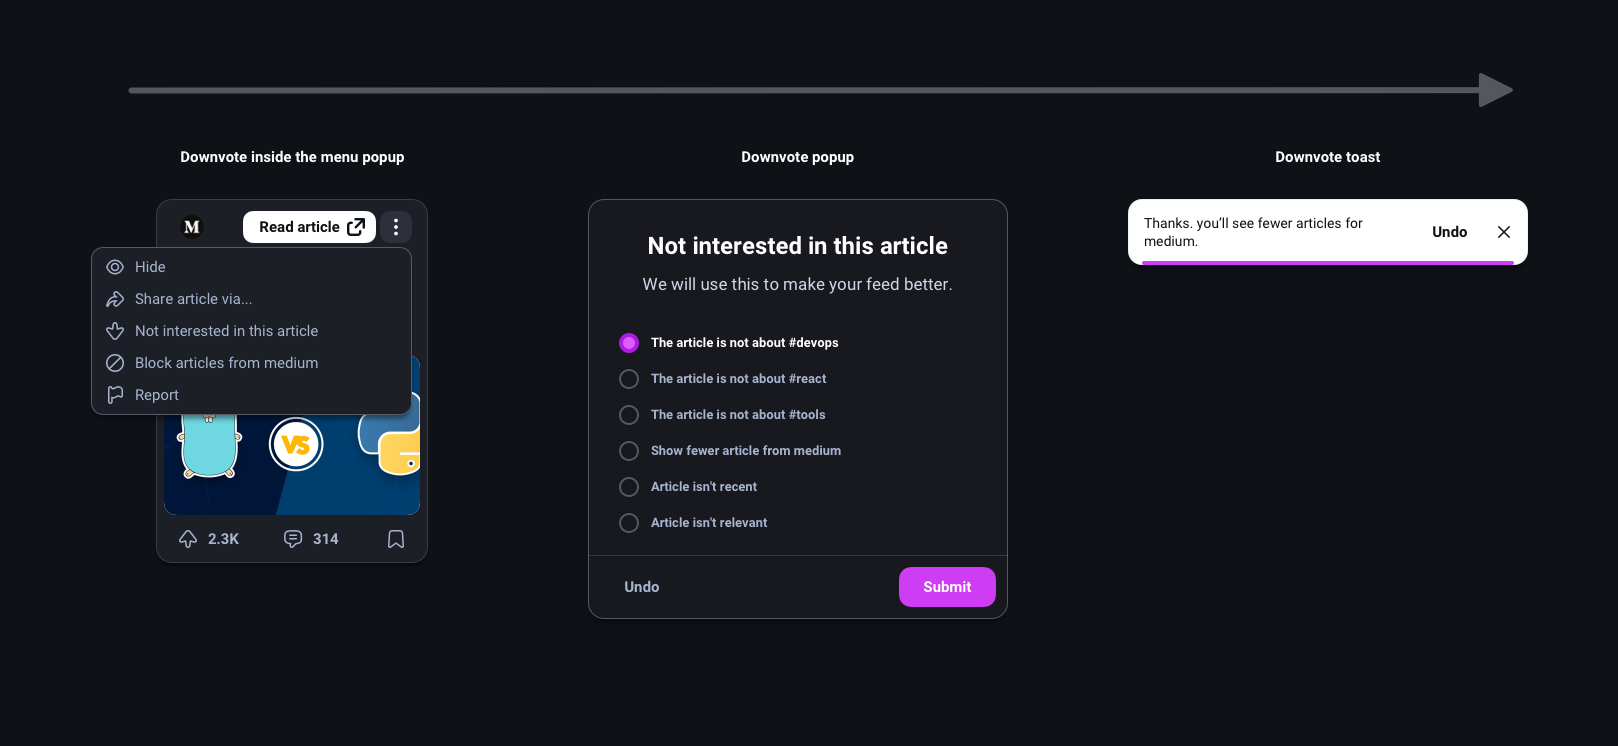 Downvote inside the menu popup
Downvote popup
Downvote toast
M
Read article
Hide
Share article via...
Not interested in this article
Block articles from medium
Report
VS
2.3K
314
Not interested in this article
We will use this to make your feed better.
The article is not about #devops
The article is not about #react
The article is not about #tools
Show fewer article from medium
Article isn't recent
Article isn't relevant
Undo
Submit
Thanks. you’ll see fewer articles for
medium.
Undo